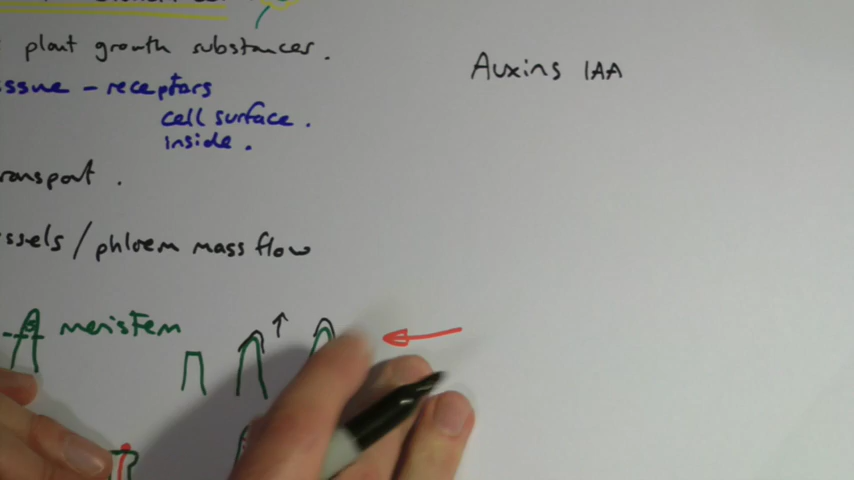 plant growth substances.
Auxins IAA
ssue - receptors
cell surface.
inside.
ransport.
ssels / phloem mass flow
meristem